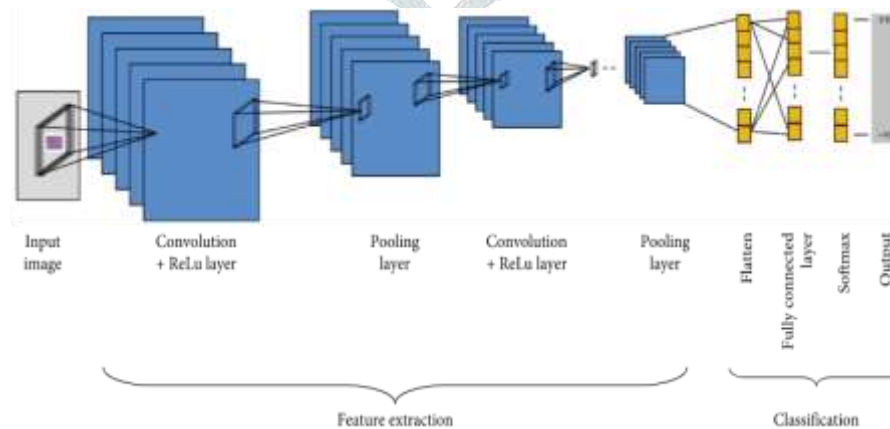 Input
image
Convolution
+ ReLu layer
Pooling
layer
Convolution
+ ReLu layer
Pooling
layer
Flatten
Fully connected
layer
Softmax
Output
Feature extraction
Classification